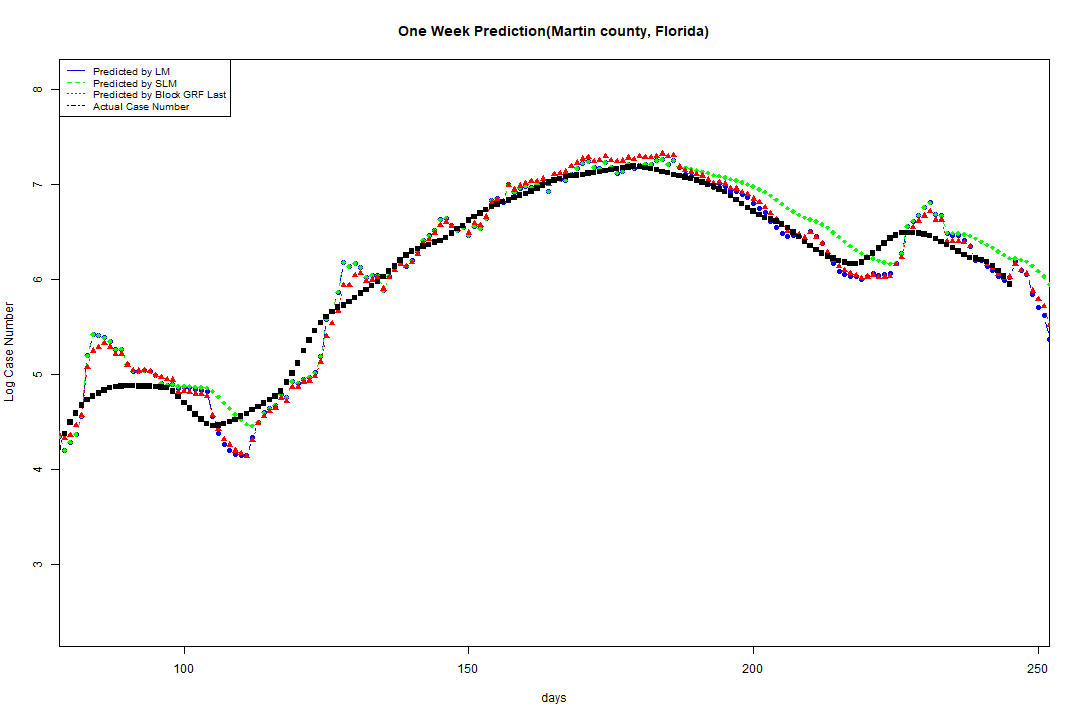 One Week Prediction(Martin county, Florida)
Predicted by LM
Predicted by SLM
Predicted by Block GRF Last
Actual Case Number
8
7
6
5
4
3
Log Case Number
100 150 200 250
days